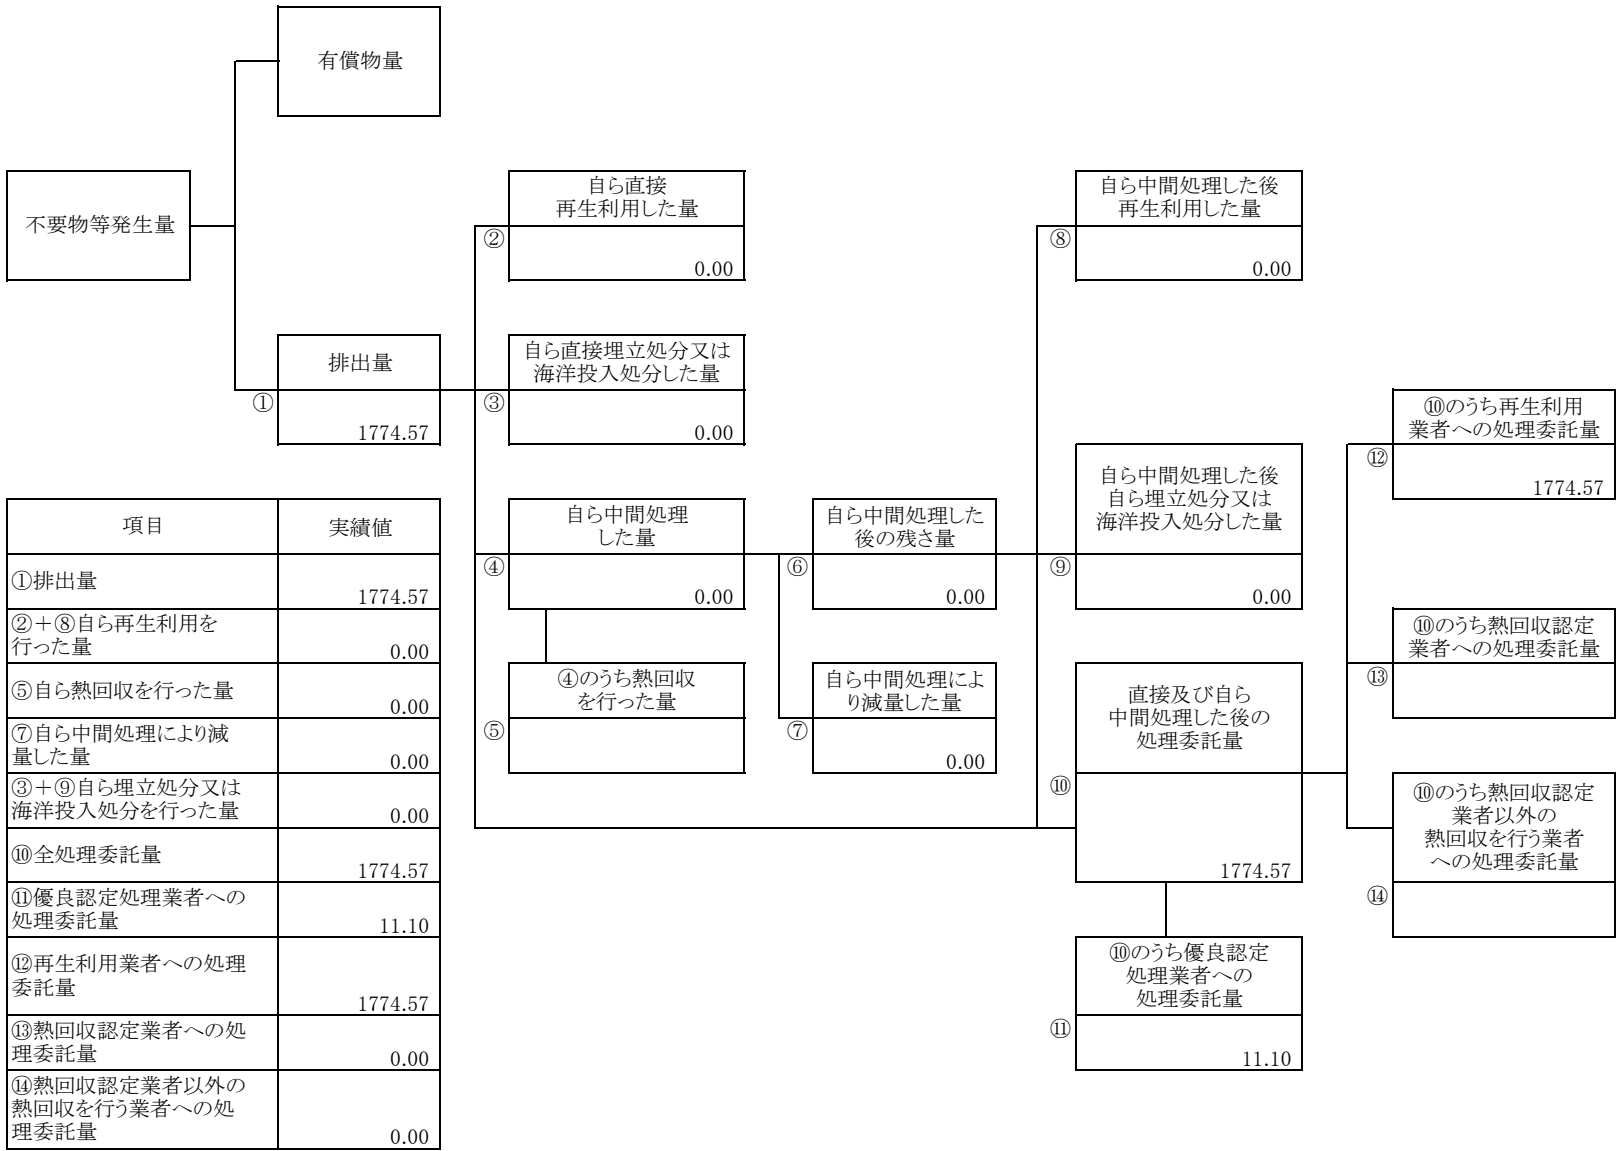 有償物量
不要物等発生量
排出量
①
1774.57
自ら直接
再生利用した量
②
0.00
自ら直接埋立処分又は
海洋投入処分した量
③
0.00
自ら中間処理
した量
④
0.00
④のうち熱回収
を行った量
⑤
自ら中間処理した
後の残さ量
⑥
0.00
自ら中間処理によ
り減量した量
⑦
0.00
自ら中間処理した後
再生利用した量
⑧
0.00
自ら中間処理した後
自ら埋立処分又は
海洋投入処分した量
⑨
0.00
直接及び自ら
中間処理した後の
処理委託量
⑩
1774.57
⑩のうち優良認定
処理業者への
処理委託量
⑪
11.10
⑩のうち再生利用
業者への処理委託量
⑫
1774.57
⑩のうち熱回収認定
業者への処理委託量
⑬
⑩のうち熱回収認定
業者以外の
熱回収を行う業者
への処理委託量
⑭
項目 実績値
①排出量
1774.57
②＋⑧自ら再生利用を
行った量
0.00
⑤自ら熱回収を行った量
0.00
⑦自ら中間処理により減
量した量
0.00
③＋⑨自ら埋立処分又は
海洋投入処分を行った量
0.00
⑩全処理委託量
1774.57
⑪優良認定処理業者への
処理委託量
11.10
⑫再生利用業者への処理
委託量
1774.57
⑬熱回収認定業者への処
理委託量
0.00
⑭熱回収認定業者以外の
熱回収を行う業者への処
理委託量
0.00